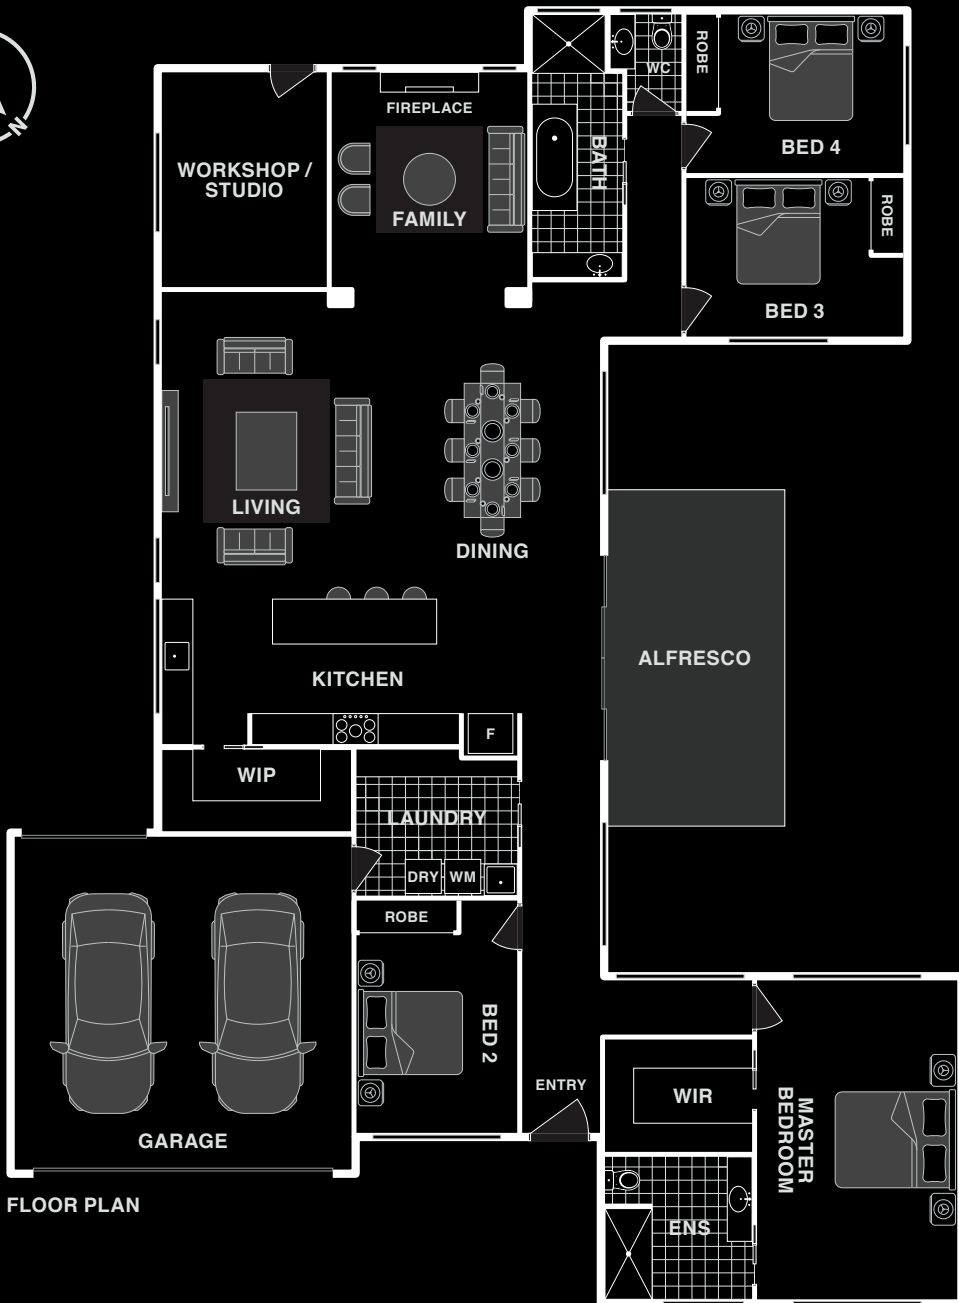 N
WC
ROBE
FIREPLACE
BED 4
BATH
WORKSHOP /
STUDIO
FAMILY
ROBE
BED 3
LIVING
DINING
ALFRESCO
KITCHEN
F
WIP
LAUNDRY
DRY
WM
ROBE
BED 2
ENTRY
WIR
MASTER
BEDROOM
GARAGE
FLOOR PLAN
ENS